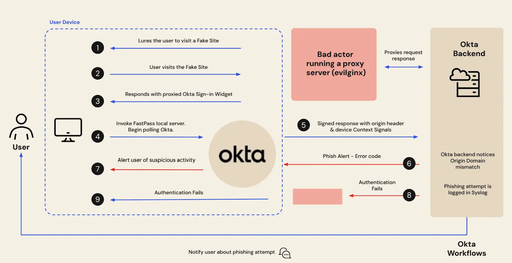 User Device
1
Lures the user to visit a Fake Site
2
User visits the Fake Site
3
Responds with proxied Okta Sign-in Widget
4
Invoke FastPass local server.
Begin polling Okta.
7
Alert user of suspicious activity
9
Authentication Fails
User
okta
Bad actor
running a proxy
server (evilginx)
Proxies request
response
5
Signed response with origin header
& device Context Signals
Phish Alert - Error code
6
Authentication
Fails
8
Okta
Backend
Okta backend notices
Origin Domain
mismatch
Phishing attempt is
logged in Syslog
Okta
Workflows
Notify user about phishing attempt